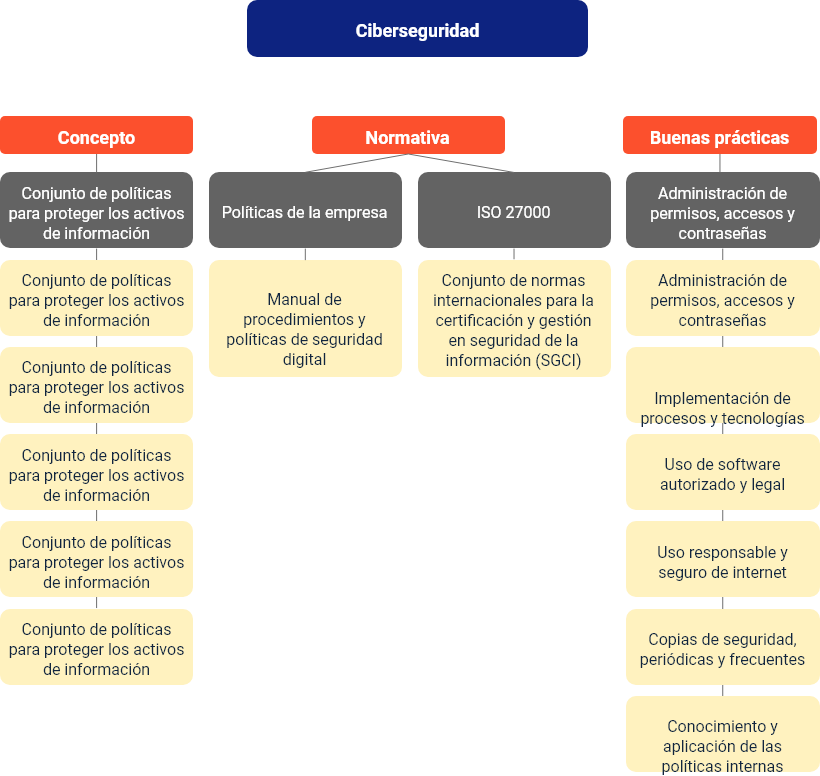 Ciberseguridad
Concepto
Conjunto de políticas
para proteger los activos
de información
Conjunto de políticas
para proteger los activos
de información
Conjunto de políticas
para proteger los activos
de información
Conjunto de políticas
para proteger los activos
de información
Conjunto de políticas
para proteger los activos
de información
Conjunto de políticas
para proteger los activos
de información
Normativa
Políticas de la empresa
Manual de
procedimientos y
políticas de seguridad
digital
ISO 27000
Conjunto de normas
internacionales para la
certificación y gestión
en seguridad de la
información (SGCI)
Buenas prácticas
Administración de
permisos, accesos y
contraseñas
Administración de
permisos, accesos y
contraseñas
Implementación de
procesos y tecnologías
Uso de software
autorizado y legal
Uso responsable y
seguro de internet
Copias de seguridad,
periódicas y frecuentes
Conocimiento y
aplicación de las
políticas internas